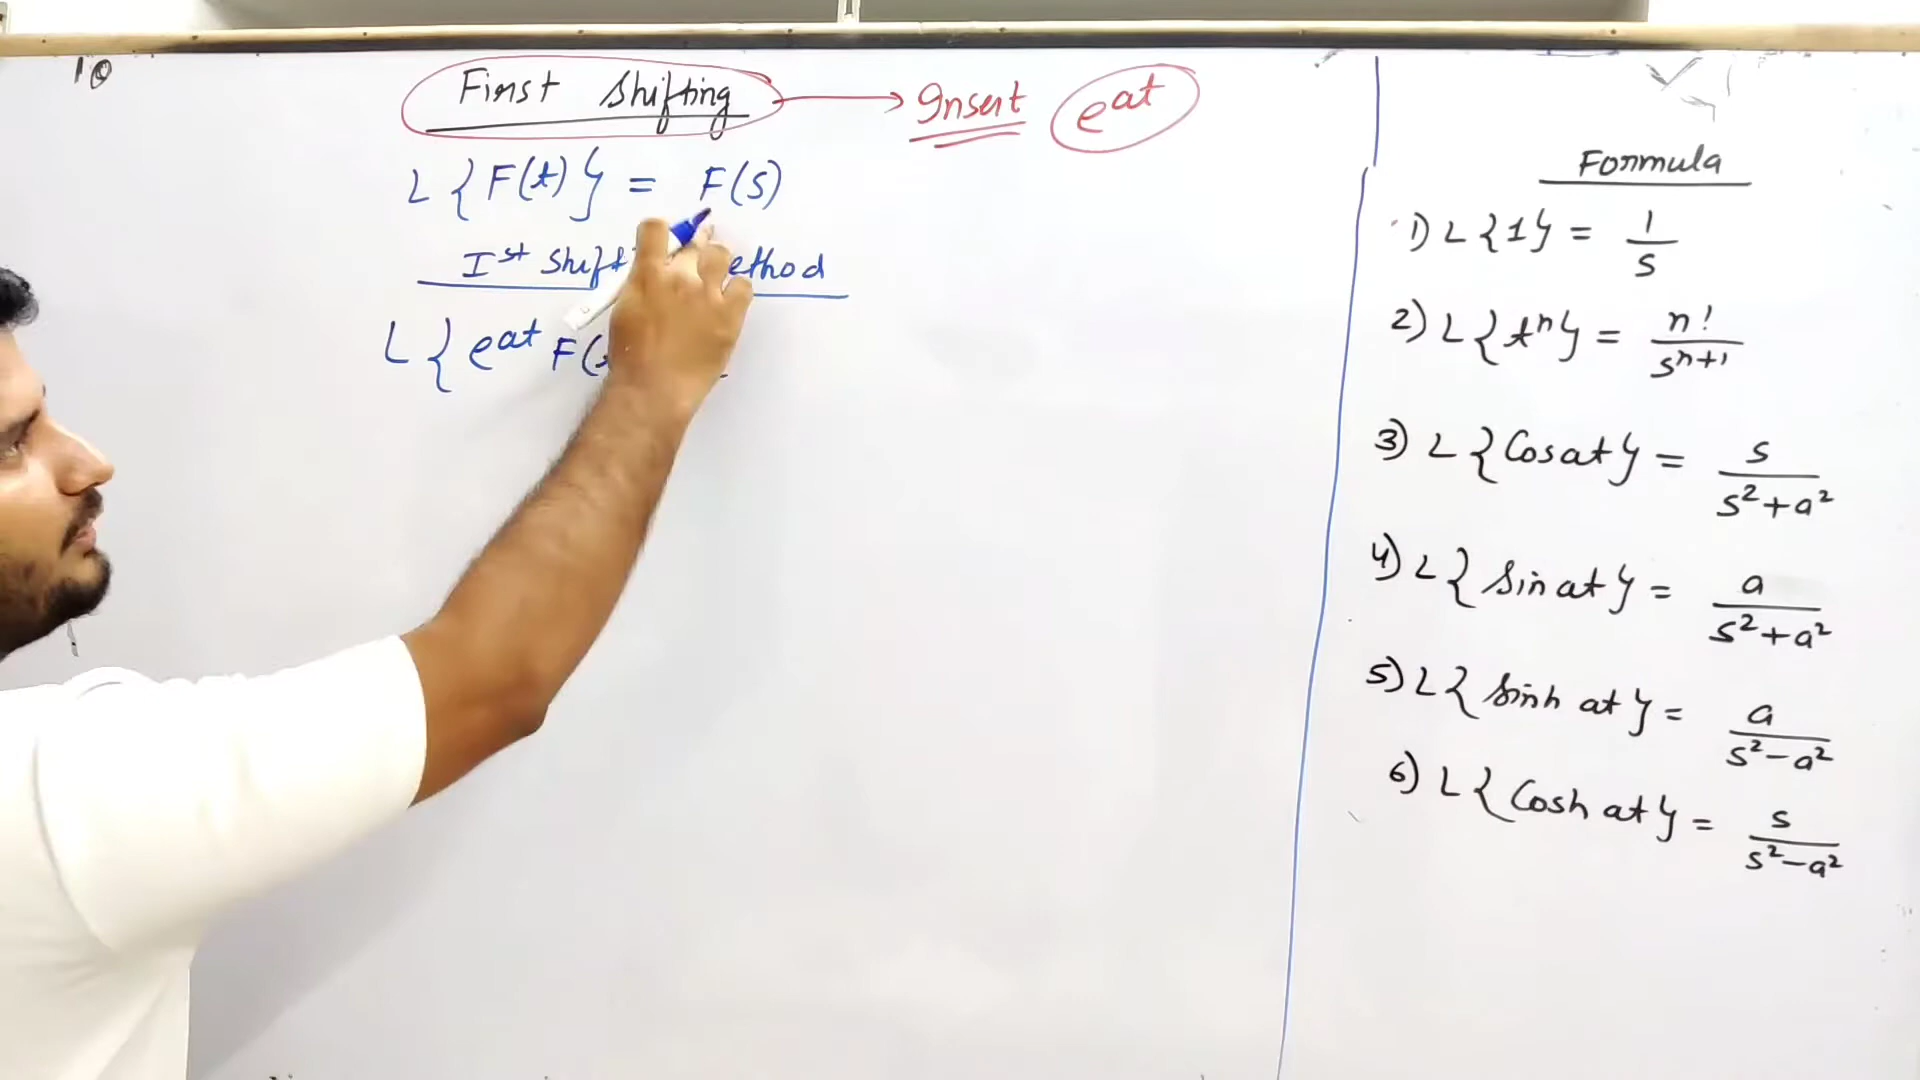 10
First Shifting → Insert e^{at}
L { F(t) } = F(s)
Ist Shift ethod
L { e^{at} F(
Formula
1) L { 1 } = 1/s
2) L { t^n } = n!/s^{n+1}
3) L { Cos at } = s/s²+a²
4) L { Sin at } = a/s²+a²
5) L { Sinh at } = a/s²-a²
6) L { Cosh at } = s/s²-a²